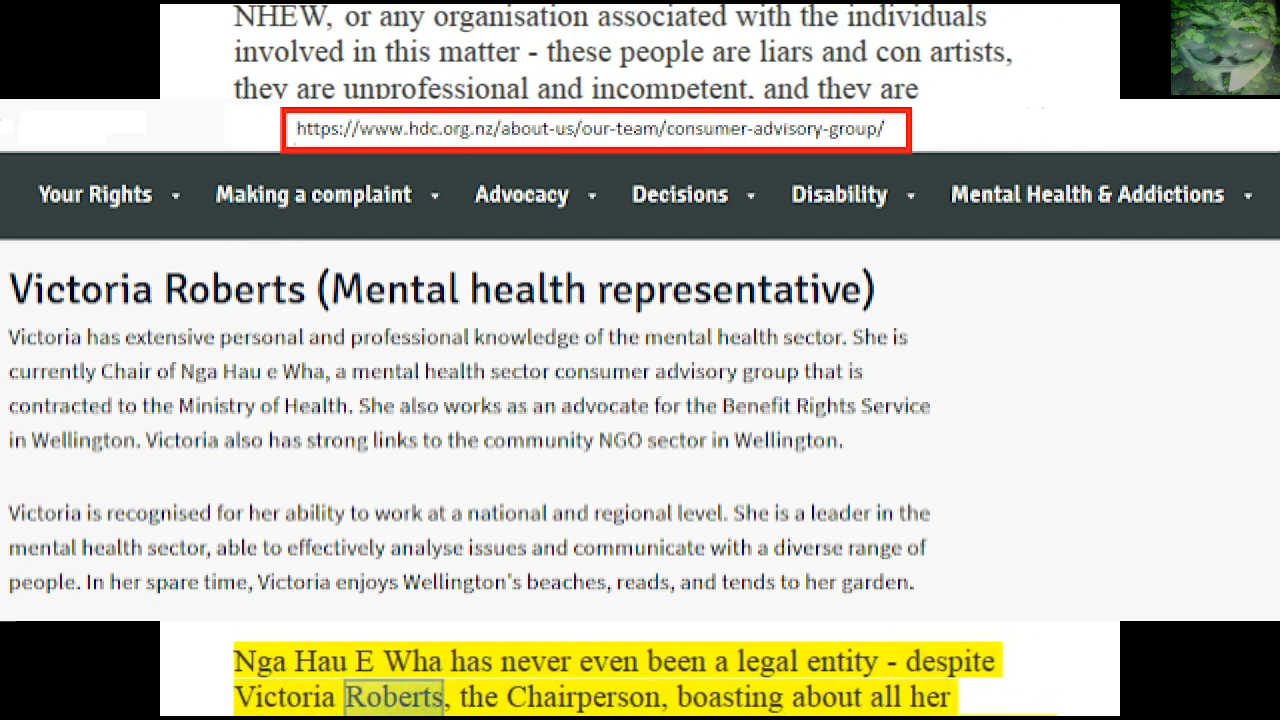 NHEW, or any organisation associated with the individuals
involved in this matter - these people are liars and con artists,
they are unprofessional and incompetent, and they are
https://www.hdc.org.nz/about-us/our-team/consumer-advisory-group/
Your Rights Making a complaint Advocacy Decisions Disability Mental Health & Addictions
Victoria Roberts (Mental health representative)
Victoria has extensive personal and professional knowledge of the mental health sector. She is
currently Chair of Nga Hau e Wha, a mental health sector consumer advisory group that is
contracted to the Ministry of Health. She also works as an advocate for the Benefit Rights Service
in Wellington. Victoria also has strong links to the community NGO sector in Wellington.
Victoria is recognised for her ability to work at a national and regional level. She is a leader in the
mental health sector, able to effectively analyse issues and communicate with a diverse range of
people. In her spare time, Victoria enjoys Wellington's beaches, reads, and tends to her garden.
Nga Hau E Wha has never even been a legal entity - despite
Victoria Roberts, the Chairperson, boasting about all her